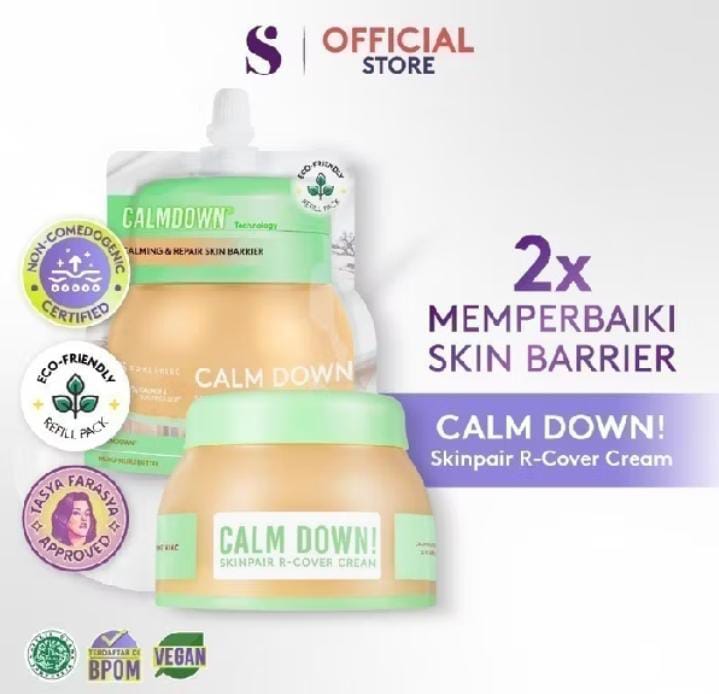 S
OFFICIAL
STORE
ECO-FRIENDLY
REFILL PACK
CALMDOWN
Technology
CALMING & REPAIR SKIN BARRIER
CALM DOWN
NON-COMEDOGENIC
CERTIFIED
ECO-FRIENDLY
REFILL PACK
TASYA FARASYA
APPROVED
2x
MEMPERBAIKI
SKIN BARRIER
CALM DOWN!
Skinpair R-Cover Cream
CALM DOWN!
SKINPAIR R-COVER CREAM
TERDAFTAR DI
BPOM
VEGAN